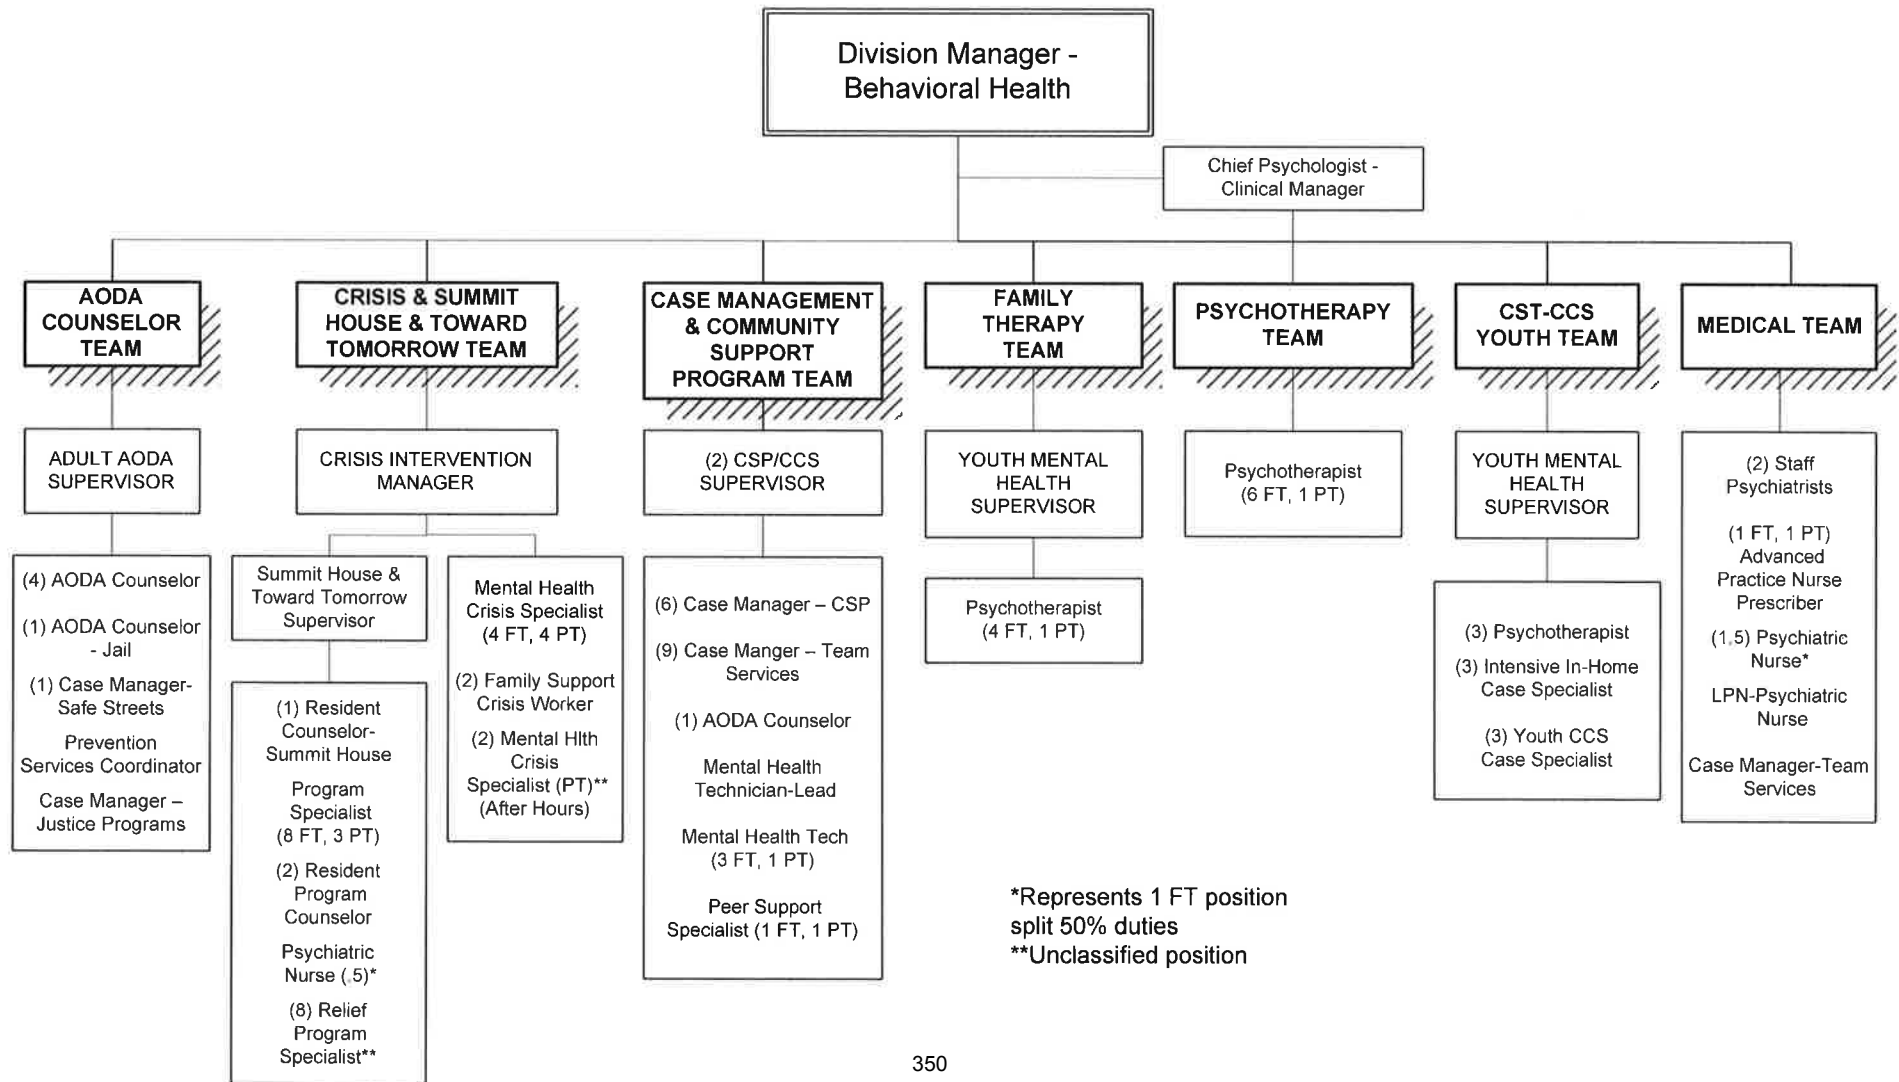 Division Manager -
Behavioral Health
Chief Psychologist -
Clinical Manager
AODA
COUNSELOR
TEAM
CRISIS & SUMMIT
HOUSE & TOWARD
TOMORROW TEAM
CASE MANAGEMENT
& COMMUNITY
SUPPORT
PROGRAM TEAM
FAMILY
THERAPY
TEAM
PSYCHOTHERAPY
TEAM
CST-CCS
YOUTH TEAM
MEDICAL TEAM
ADULT AODA
SUPERVISOR
CRISIS INTERVENTION
MANAGER
(2) CSP/CCS
SUPERVISOR
YOUTH MENTAL
HEALTH
SUPERVISOR
Psychotherapist
(6 FT, 1 PT)
YOUTH MENTAL
HEALTH
SUPERVISOR
(2) Staff
Psychiatrists
(1 FT, 1 PT)
Advanced
Practice Nurse
Prescriber
(1.5) Psychiatric
Nurse*
LPN-Psychiatric
Nurse
Case Manager-Team
Services
(4) AODA Counselor
(1) AODA Counselor
- Jail
(1) Case Manager-
Safe Streets
Prevention
Services Coordinator
Case Manager –
Justice Programs
Summit House &
Toward Tomorrow
Supervisor
(1) Resident
Counselor-
Summit House
Program
Specialist
(8 FT, 3 PT)
(2) Resident
Program
Counselor
Psychiatric
Nurse (.5)*
(8) Relief
Program
Specialist**
Mental Health
Crisis Specialist
(4 FT, 4 PT)
(2) Family Support
Crisis Worker
(2) Mental Hlth
Crisis
Specialist (PT)**
(After Hours)
(6) Case Manager – CSP
(9) Case Manger – Team
Services
(1) AODA Counselor
Mental Health
Technician-Lead
Mental Health Tech
(3 FT, 1 PT)
Peer Support
Specialist (1 FT, 1 PT)
Psychotherapist
(4 FT, 1 PT)
(3) Psychotherapist
(3) Intensive In-Home
Case Specialist
(3) Youth CCS
Case Specialist
*Represents 1 FT position
split 50% duties
**Unclassified position
350